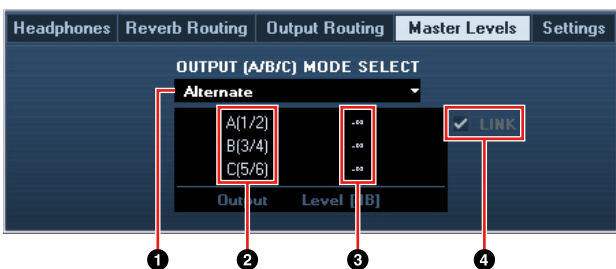 Headphones Reverb Routing Output Routing Master Levels Settings
OUTPUT (A/B/C) MODE SELECT
Alternate
A(1/2) -∞ LINK
B(3/4) -∞
C(5/6) -∞
Output Level [dB]
1 2 3 4